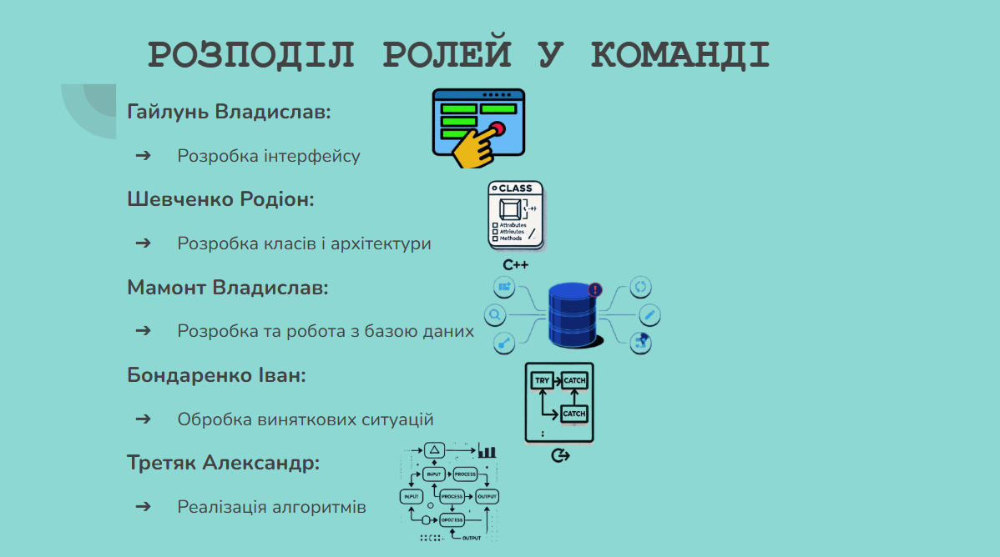 РОЗПОДІЛ РОЛЕЙ У КОМАНДІ
Гайлунь Владислав:
➔ Розробка інтерфейсу
Шевченко Родіон:
CLASS
Attrabutes
Attrieutes
Methods
➔ Розробка класів і архітектури
C++
Мамонт Владислав:
➔ Розробка та робота з базою даних
Бондаренко Іван:
TRY CATCH
CATCH
➔ Обробка виняткових ситуацій
Третяк Александр:
INPUT PROCESS
INPUT PROCESS OUTPUT
➔ Реалізація алгоритмів
OUTPUT